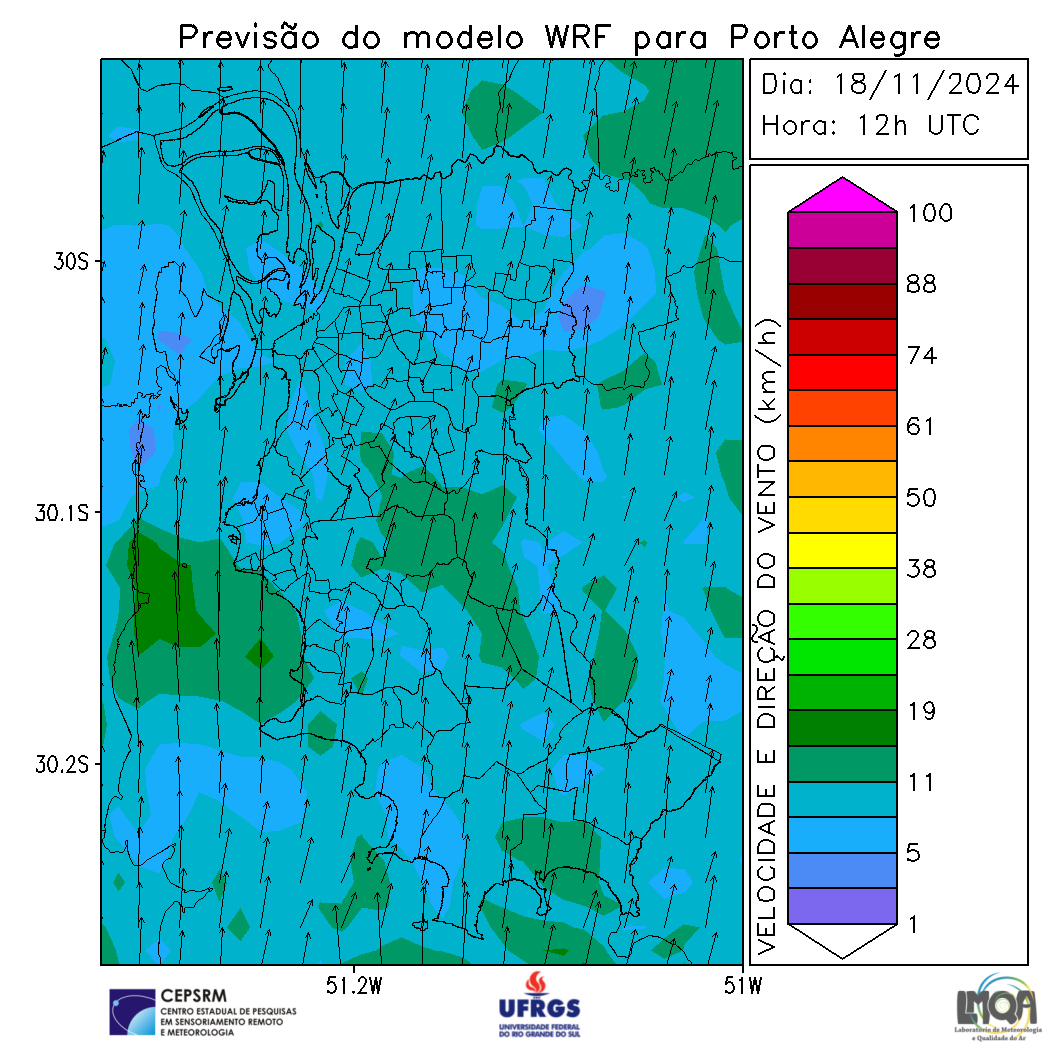 Previsão do modelo WRF para Porto Alegre
Dia: 18/11/2024
Hora: 12h UTC
30S
30.1S
30.2S
51.2W
51W
VELOCIDADE E DIREÇÃO DO VENTO (km/h)
100
88
74
61
50
38
28
19
11
5
1
CEPSRM
CENTRO ESTADUAL DE PESQUISAS
EM SENSORIAMENTO REMOTO
E METEOROLOGIA
UFRGS
UNIVERSIDADE FEDERAL
DO RIO GRANDE DO SUL
LMQA
Laboratório de Meteorologia
e Qualidade do Ar